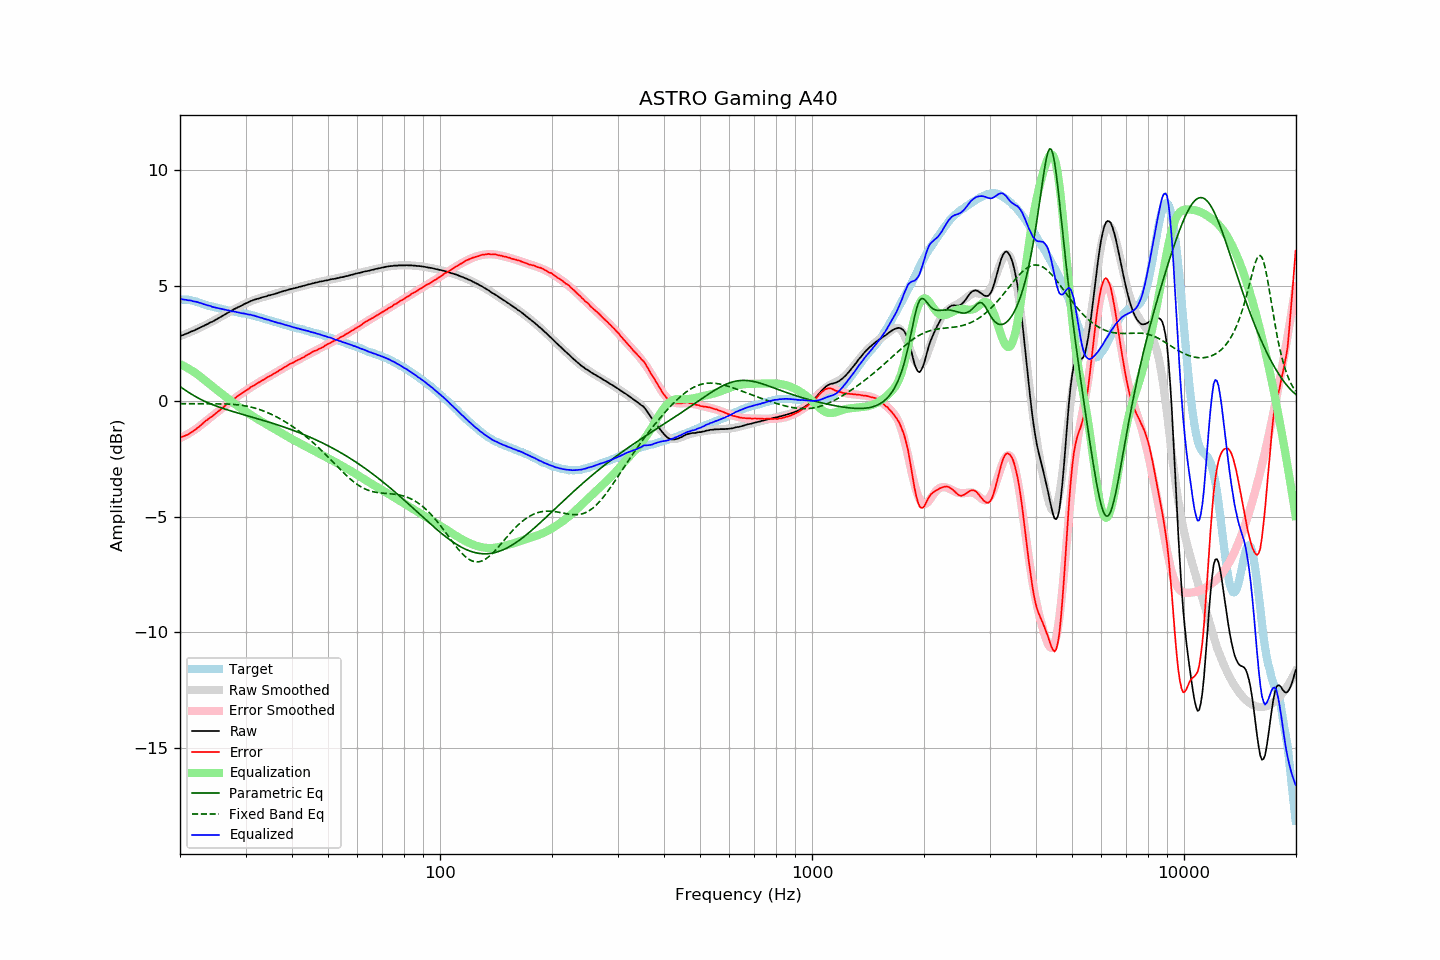 ASTRO Gaming A40
10
5
0
−5
−10
−15
Amplitude (dBr)
Target
Raw Smoothed
Error Smoothed
Raw
Error
Equalization
Parametric Eq
Fixed Band Eq
Equalized
100
1000
10000
Frequency (Hz)